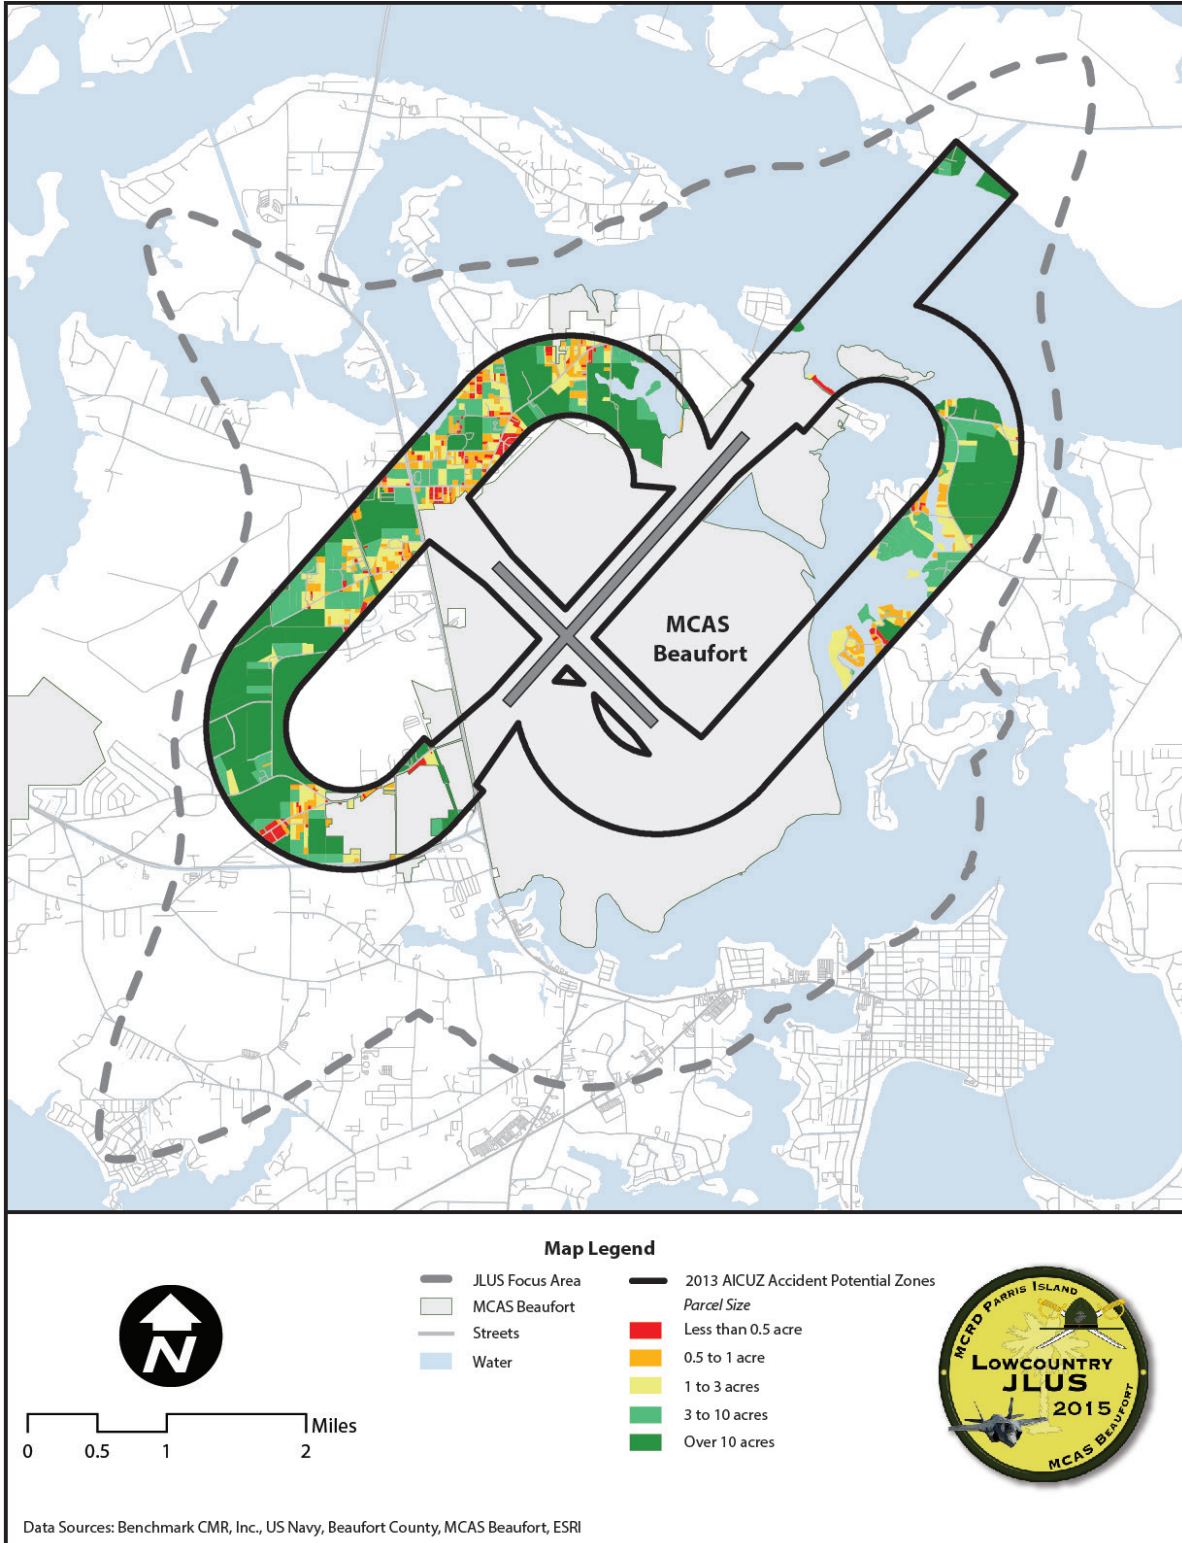 MCAS
Beaufort
Map Legend
JLUS Focus Area
MCAS Beaufort
Streets
Water
2013 AICUZ Accident Potential Zones
Parcel Size
Less than 0.5 acre
0.5 to 1 acre
1 to 3 acres
3 to 10 acres
Over 10 acres
N
Miles
0 0.5 1 2
MCRD PARRIS ISLAND
LOWCOUNTRY
JLUS
2015
MCAS BEAUFORT
Data Sources: Benchmark CMR, Inc., US Navy, Beaufort County, MCAS Beaufort, ESRI